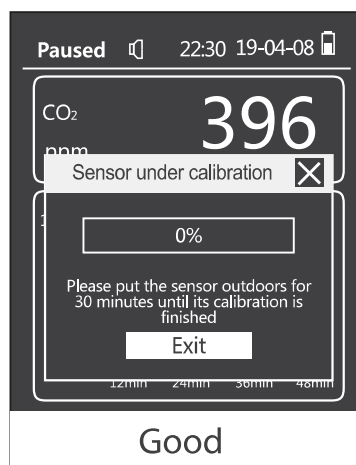 Paused 22:30 19-04-08
CO₂ 396
ppm
Sensor under calibration
0%
Please put the sensor outdoors for
30 minutes until its calibration is
finished
Exit
12min 24min 36min 48min
Good